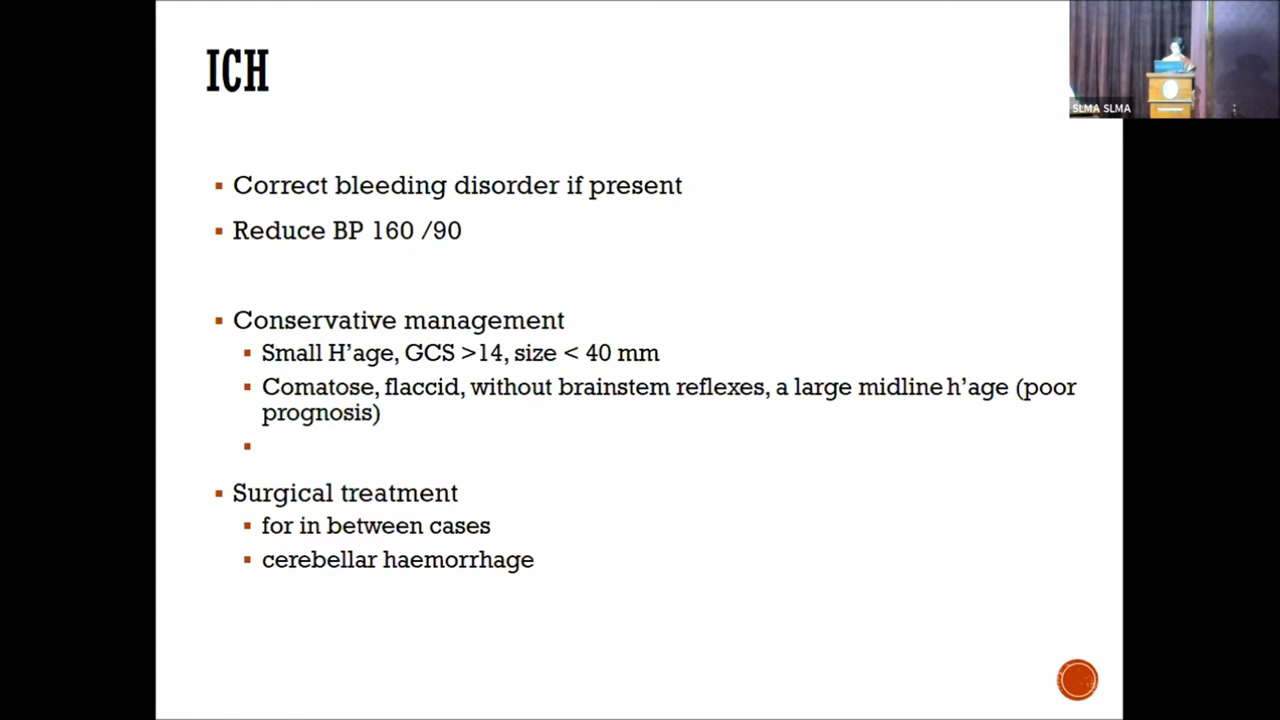 ICH
SLMA SLMA
Correct bleeding disorder if present
Reduce BP 160 /90
Conservative management
Small H'age, GCS >14, size < 40 mm
Comatose, flaccid, without brainstem reflexes, a large midline h'age (poor
prognosis)
Surgical treatment
for in between cases
cerebellar haemorrhage